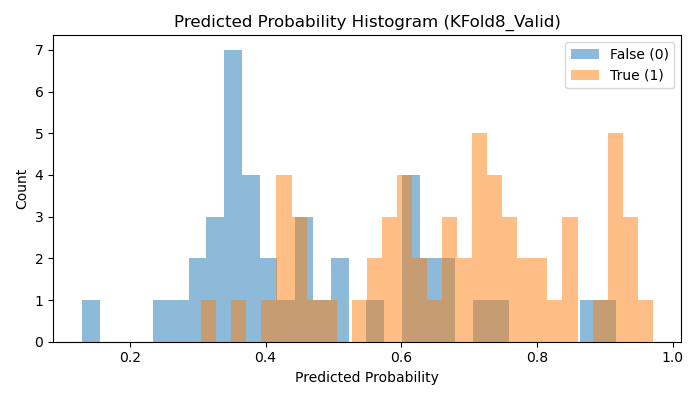 Predicted Probability Histogram (KFold8_Valid)
False (0)
True (1)
7
6
5
4
3
2
1
0
Count
0.2
0.4
0.6
0.8
1.0
Predicted Probability